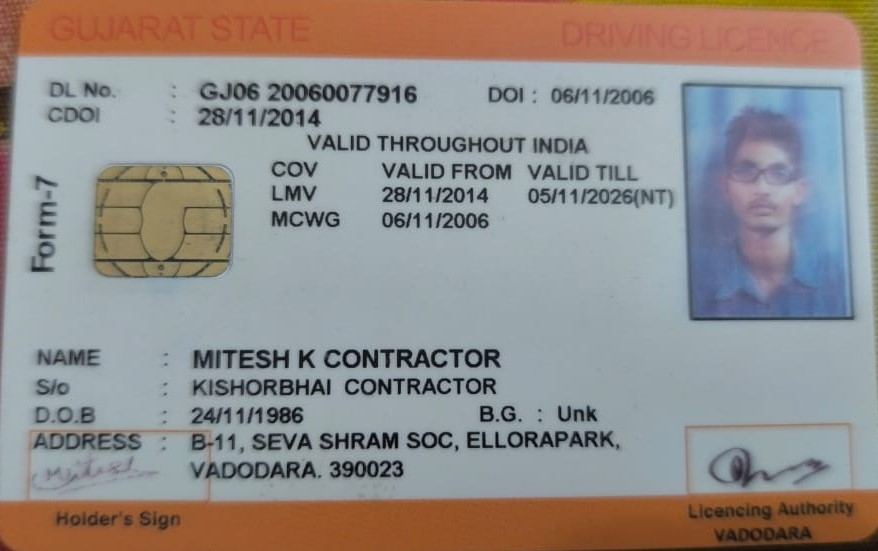 GUJARAT STATE DRIVING LICENCE
DL No. : GJ06 20060077916 DOI : 06/11/2006
CDOI : 28/11/2014
VALID THROUGHOUT INDIA
COV VALID FROM VALID TILL
LMV 28/11/2014 05/11/2026(NT)
MCWG 06/11/2006
Form-7
NAME : MITESH K CONTRACTOR
S/o : KISHORBHAI CONTRACTOR
D.O.B : 24/11/1986 B.G. : Unk
ADDRESS : B-11, SEVA SHRAM SOC, ELLORAPARK,
VADODARA. 390023
Holder's Sign
Licencing Authority
VADODARA